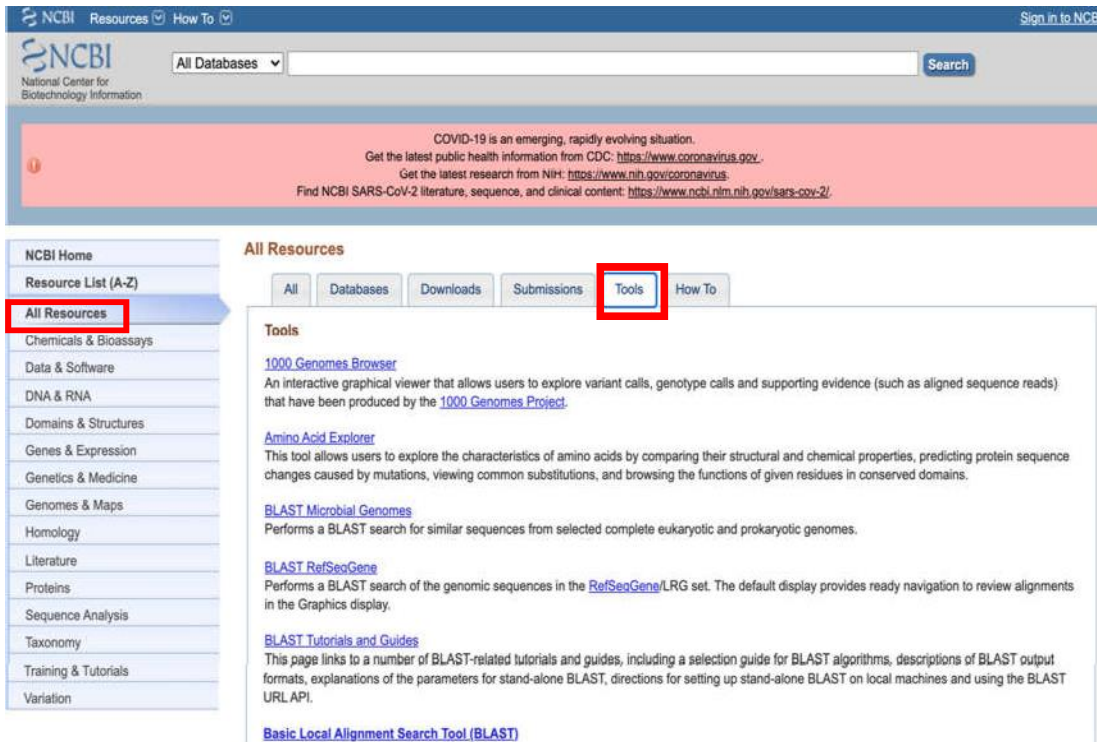 NCBI Resources How To Sign in to NCB
NCBI
National Center for
Biotechnology Information
All Databases
Search
COVID-19 is an emerging, rapidly evolving situation.
Get the latest public health information from CDC: https://www.coronavirus.gov .
Get the latest research from NIH: https://www.nih.gov/coronavirus.
Find NCBI SARS-CoV-2 literature, sequence, and clinical content: https://www.ncbi.nlm.nih.gov/sars-cov-2/.
NCBI Home
Resource List (A-Z)
All Resources
Chemicals & Bioassays
Data & Software
DNA & RNA
Domains & Structures
Genes & Expression
Genetics & Medicine
Genomes & Maps
Homology
Literature
Proteins
Sequence Analysis
Taxonomy
Training & Tutorials
Variation
All Resources
All Databases Downloads Submissions Tools How To
Tools
1000 Genomes Browser
An interactive graphical viewer that allows users to explore variant calls, genotype calls and supporting evidence (such as aligned sequence reads)
that have been produced by the 1000 Genomes Project.
Amino Acid Explorer
This tool allows users to explore the characteristics of amino acids by comparing their structural and chemical properties, predicting protein sequence
changes caused by mutations, viewing common substitutions, and browsing the functions of given residues in conserved domains.
BLAST Microbial Genomes
Performs a BLAST search for similar sequences from selected complete eukaryotic and prokaryotic genomes.
BLAST RefSeqGene
Performs a BLAST search of the genomic sequences in the RefSeqGene/LRG set. The default display provides ready navigation to review alignments
in the Graphics display.
BLAST Tutorials and Guides
This page links to a number of BLAST-related tutorials and guides, including a selection guide for BLAST algorithms, descriptions of BLAST output
formats, explanations of the parameters for stand-alone BLAST, directions for setting up stand-alone BLAST on local machines and using the BLAST
URL API.
Basic Local Alignment Search Tool (BLAST)